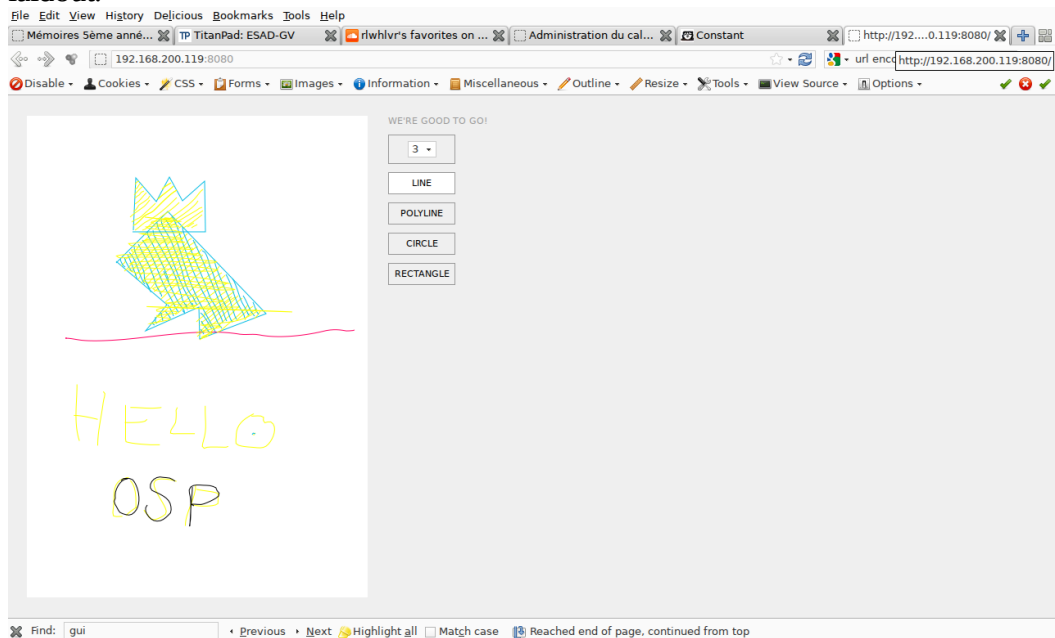 File Edit View History Delicious Bookmarks Tools Help
Mémoires 5ème anné... TP TitanPad: ESAD-GV rlwhlvr's favorites on ... Administration du cal... Constant http://192....0.119:8080/
192.168.200.119:8080 url enco http://192.168.200.119:8080/
Disable Cookies CSS Forms Images Information Miscellaneous Outline Resize Tools View Source Options
WE'RE GOOD TO GO!
3
LINE
POLYLINE
CIRCLE
RECTANGLE
HELLO
OSP
Find: gui Previous Next Highlight all Match case Reached end of page, continued from top